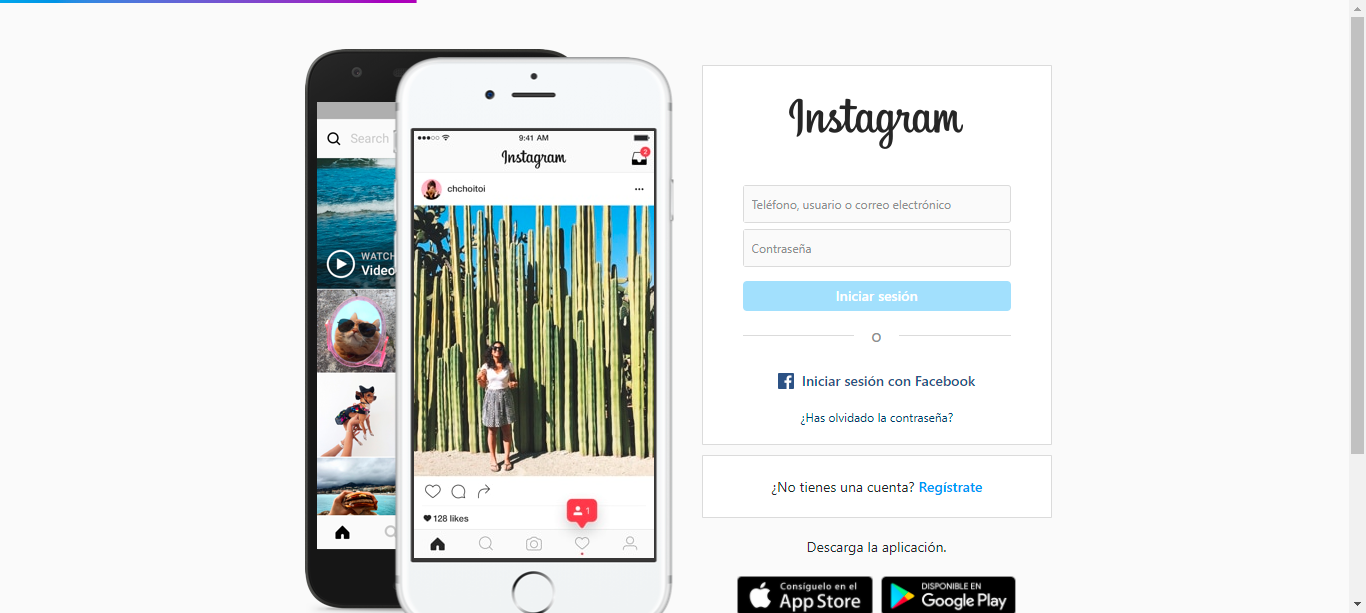 Search
WATCH
Video
9:41 AM
Instagram
2
chchoitoi
128 likes
1
Instagram
Teléfono, usuario o correo electrónico
Contraseña
Iniciar sesión
O
Iniciar sesión con Facebook
¿Has olvidado la contraseña?
¿No tienes una cuenta? Regístrate
Descarga la aplicación.
Consíguelo en el
App Store
DISPONIBLE EN
Google Play